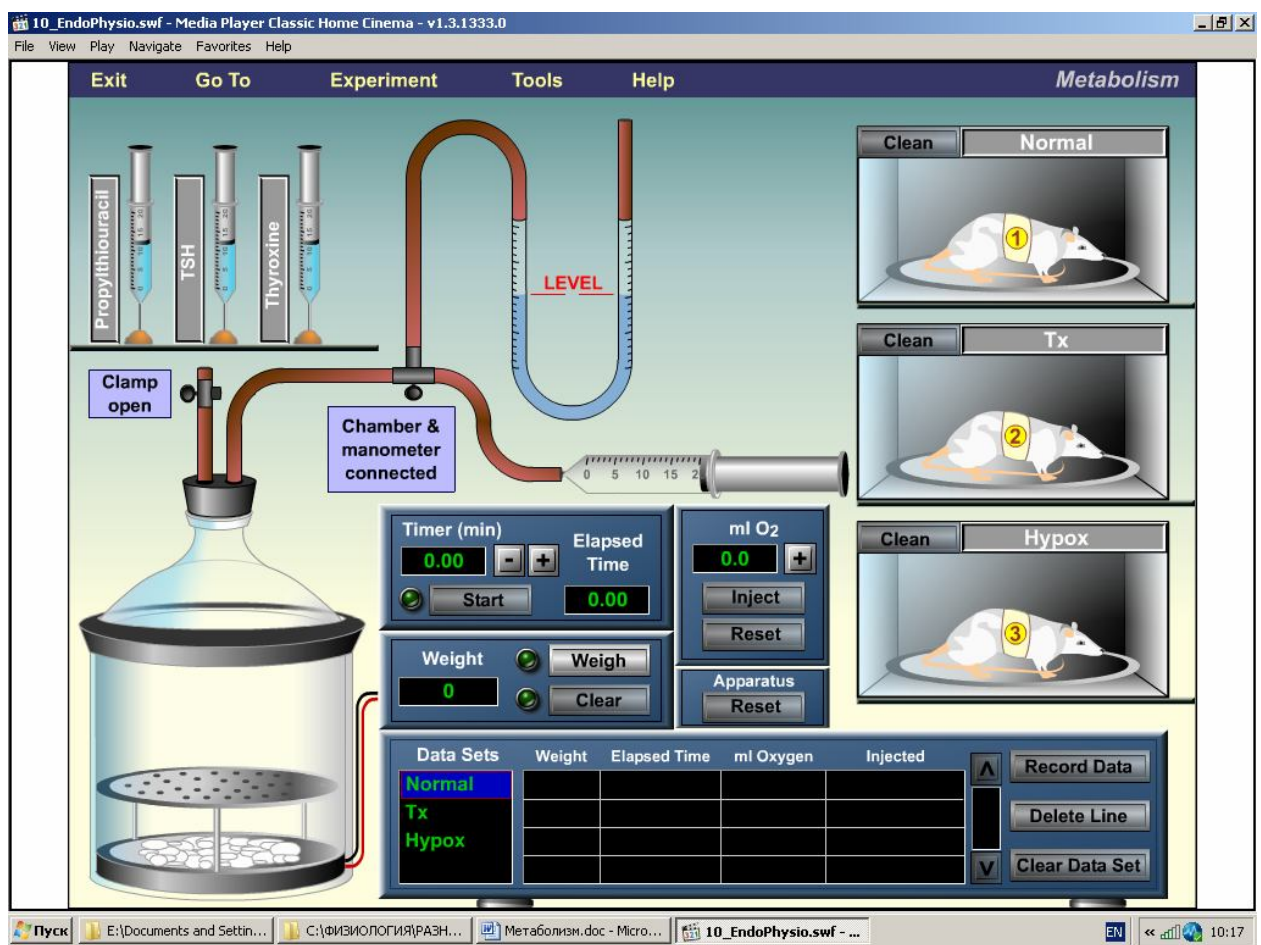 10_EndoPhysio.swf - Media Player Classic Home Cinema - v1.3.1333.0
File View Play Navigate Favorites Help
Exit Go To Experiment Tools Help Metabolism
Propylthiouracil
TSH
Thyroxine
LEVEL
Clamp
open
Chamber &
manometer
connected
0 5 10 15 2
Clean Normal
1
Clean Tx
2
Clean Hypox
3
Timer (min)
0.00 - +
Elapsed
Time
Start 0.00
ml O2
0.0 +
Inject
Reset
Weight Weigh
0 Clear
Apparatus
Reset
Data Sets Weight Elapsed Time ml Oxygen Injected
Normal
Tx
Hypox
Record Data
Delete Line
Clear Data Set
Пуск E:\Documents and Settin... C:\ФИЗИОЛОГИЯ\РАЗН... Метаболизм.doc - Micro... 10_EndoPhysio.swf - ... EN « 10:17